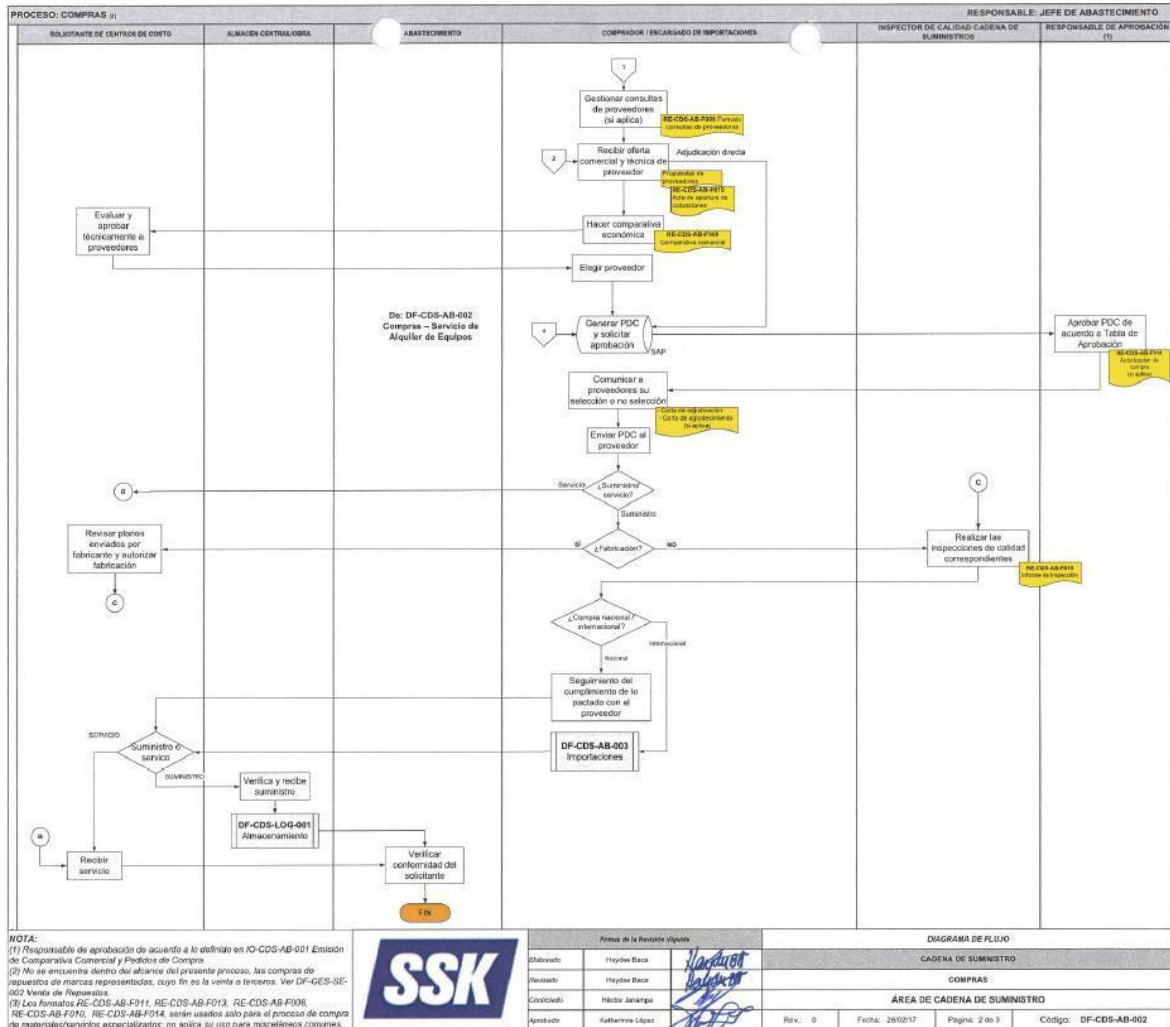 PROCESO: COMPRAS (2)
RESPONSABLE: JEFE DE ABASTECIMIENTO
SOLICITANTE DE CENTROS DE COSTO
ALMACEN CENTRAL/OBRA
ABASTECIMIENTO
COMPRADOR / ENCARGADO DE IMPORTACIONES
INSPECTOR DE CALIDAD CADENA DE
SUMINISTROS
RESPONSABLE DE APROBACIÓN
(1)
1
Gestionar consultas
de proveedores
(si aplica)
Formato
consultas de proveedores
2
Recibir oferta
comercial y técnica de
proveedor
Adjudicación directa
Propuestas de
proveedores
RE-CDS-AB-F010
Acta de apertura de
cotizaciones
Evaluar y
aprobar
técnicamente a
proveedores
Hacer comparativa
económica
Comparativa comercial
Elegir proveedor
De: DF-CDS-AB-002
Compras – Servicio de
Alquiler de Equipos
4
Generar PDC
y solicitar
aprobación
SAP
Aprobar PDC de
acuerdo a Tabla de
Aprobación
RE-CDS-AB-F014
Autorización de
compra
(si aplica)
Comunicar a
proveedores su
selección o no selección
- Carta de adjudicación
- Carta de agradecimiento
(si aplica)
Enviar PDC al
proveedor
B
Servicio
¿Suministro/
servicio?
Suministro
C
Revisar planos
enviados por
fabricante y autorizar
fabricación
SÍ
¿Fabricación?
NO
Realizar las
inspecciones de calidad
correspondientes
Informe de inspección
C
¿Compra nacional /
internacional?
Internacional
Nacional
Seguimiento del
cumplimiento de lo
pactado con el
proveedor
SERVICIO
Suministro o
servico
SUMINISTRO
DF-CDS-AB-003
Importaciones
Verifica y recibe
suministro
DF-CDS-LOG-001
Almacenamiento
B
Recibir
servicio
Verificar
conformidad del
solicitante
FIN
NOTA:
(1) Responsable de aprobación de acuerdo a lo definido en IO-CDS-AB-001 Emisión
de Comparativa Comercial y Pedidos de Compra
(2) No se encuentra dentro del alcance del presente proceso, las compras de
repuestos de marcas representadas, cuyo fin es la venta a terceros. Ver DF-GES-SE-
002 Venta de Repuestos.
(3) Los formatos RE-CDS-AB-F011, RE-CDS-AB-F013, RE-CDS-AB-F008,
RE-CDS-AB-F010, RE-CDS-AB-F014, serán usados solo para el proceso de compra
de materiales/servicios especializados; no aplica su uso para misceláneos comunes.
SSK
Firmas de la Revisión Vigente
Elaborado
Haydee Baca
Revisado
Haydee Baca
Controlado
Héctor Janampa
Aprobado
Katherinne López
DIAGRAMA DE FLUJO
CADENA DE SUMINISTRO
COMPRAS
ÁREA DE CADENA DE SUMINISTRO
Rev.: 0
Fecha: 28/02/17
Pagina: 2 de 3
Código: DF-CDS-AB-002